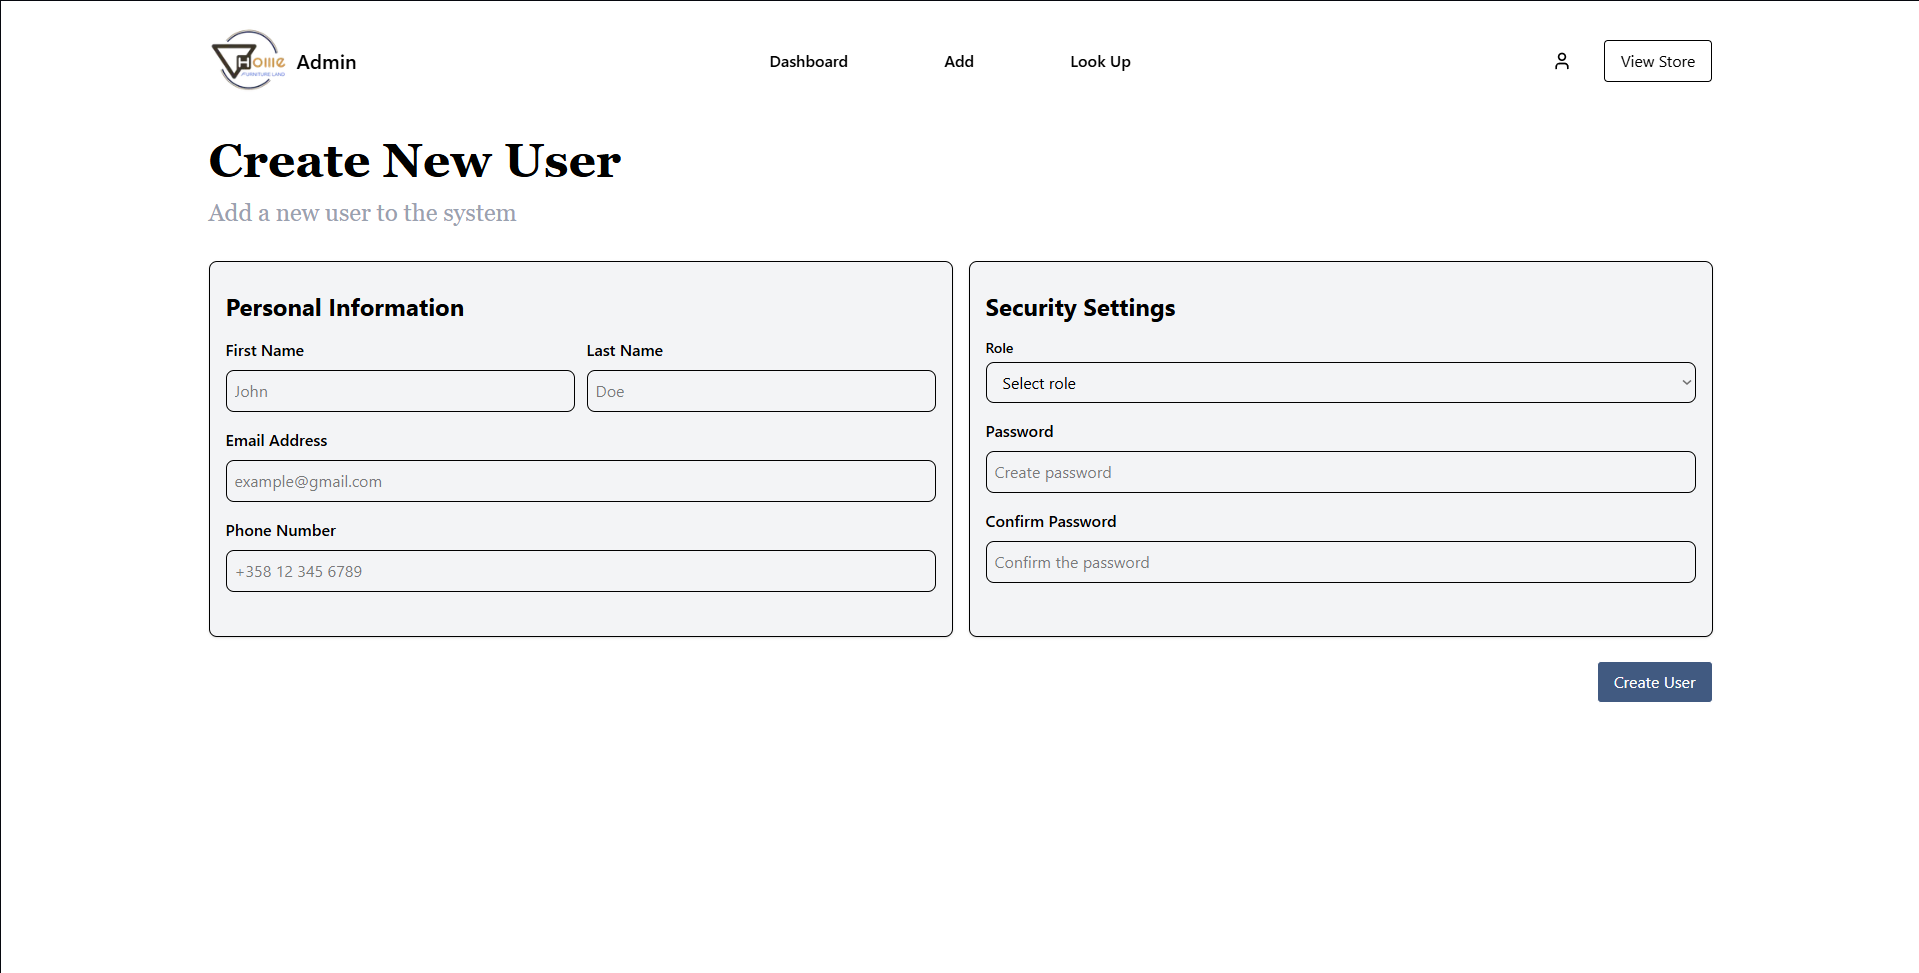 Home
FURNITURE LAND
Admin
Dashboard
Add
Look Up
View Store
Create New User
Add a new user to the system
Personal Information
First Name
Last Name
John
Doe
Email Address
example@gmail.com
Phone Number
+358 12 345 6789
Security Settings
Role
Select role
Password
Create password
Confirm Password
Confirm the password
Create User